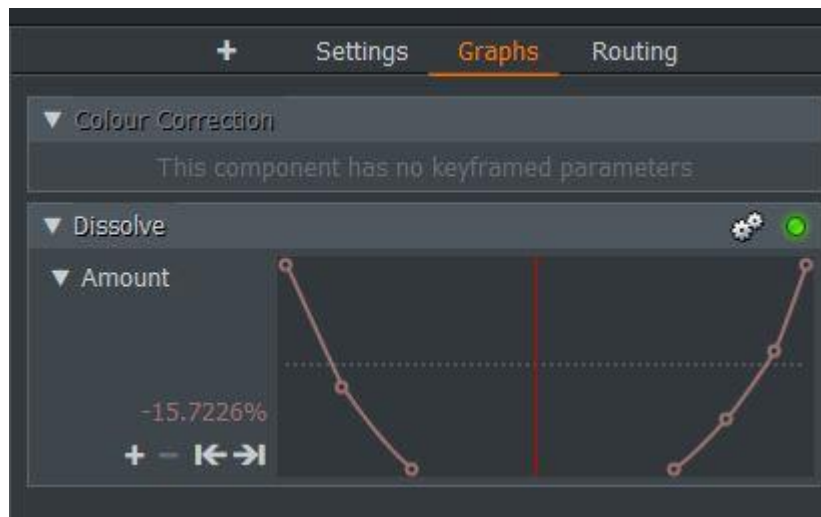 + Settings Graphs Routing
▼ Colour Correction
This component has no keyframed parameters
▼ Dissolve
▼ Amount
-15.7226%